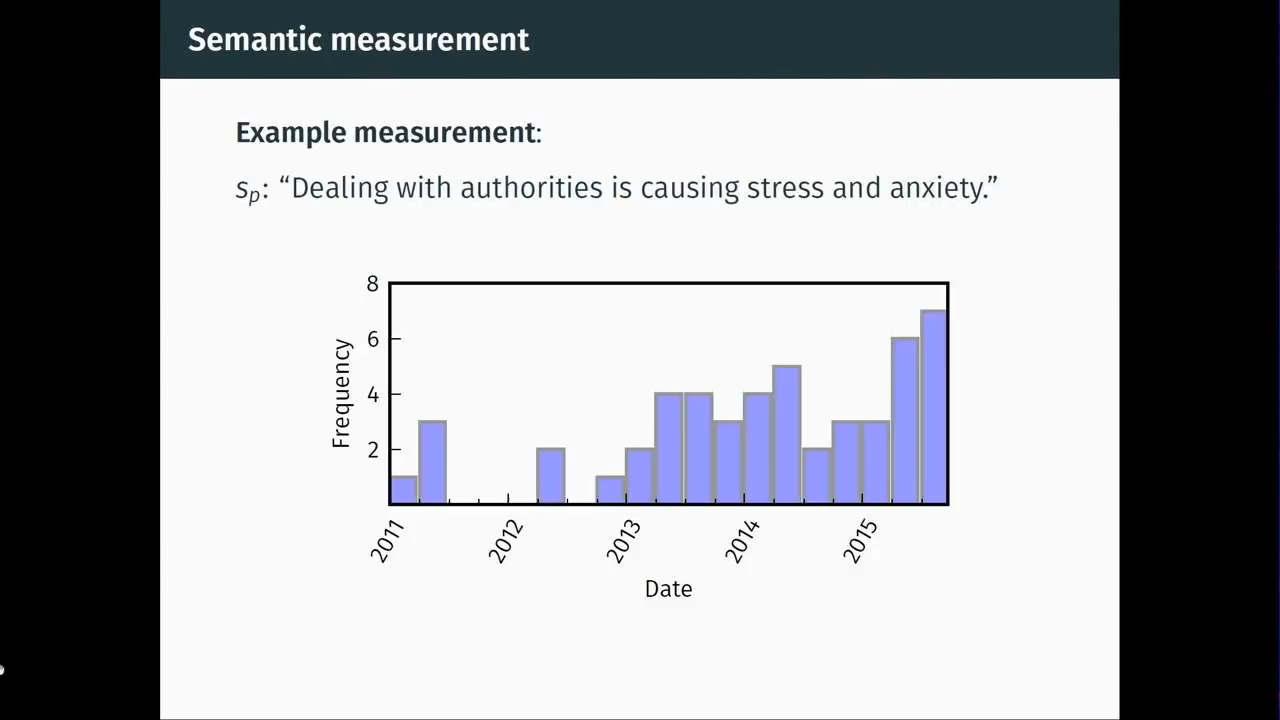 Semantic measurement
Example measurement:
sₚ: “Dealing with authorities is causing stress and anxiety.”
8
6
4
2
Frequency
2011
2012
2013
2014
2015
Date